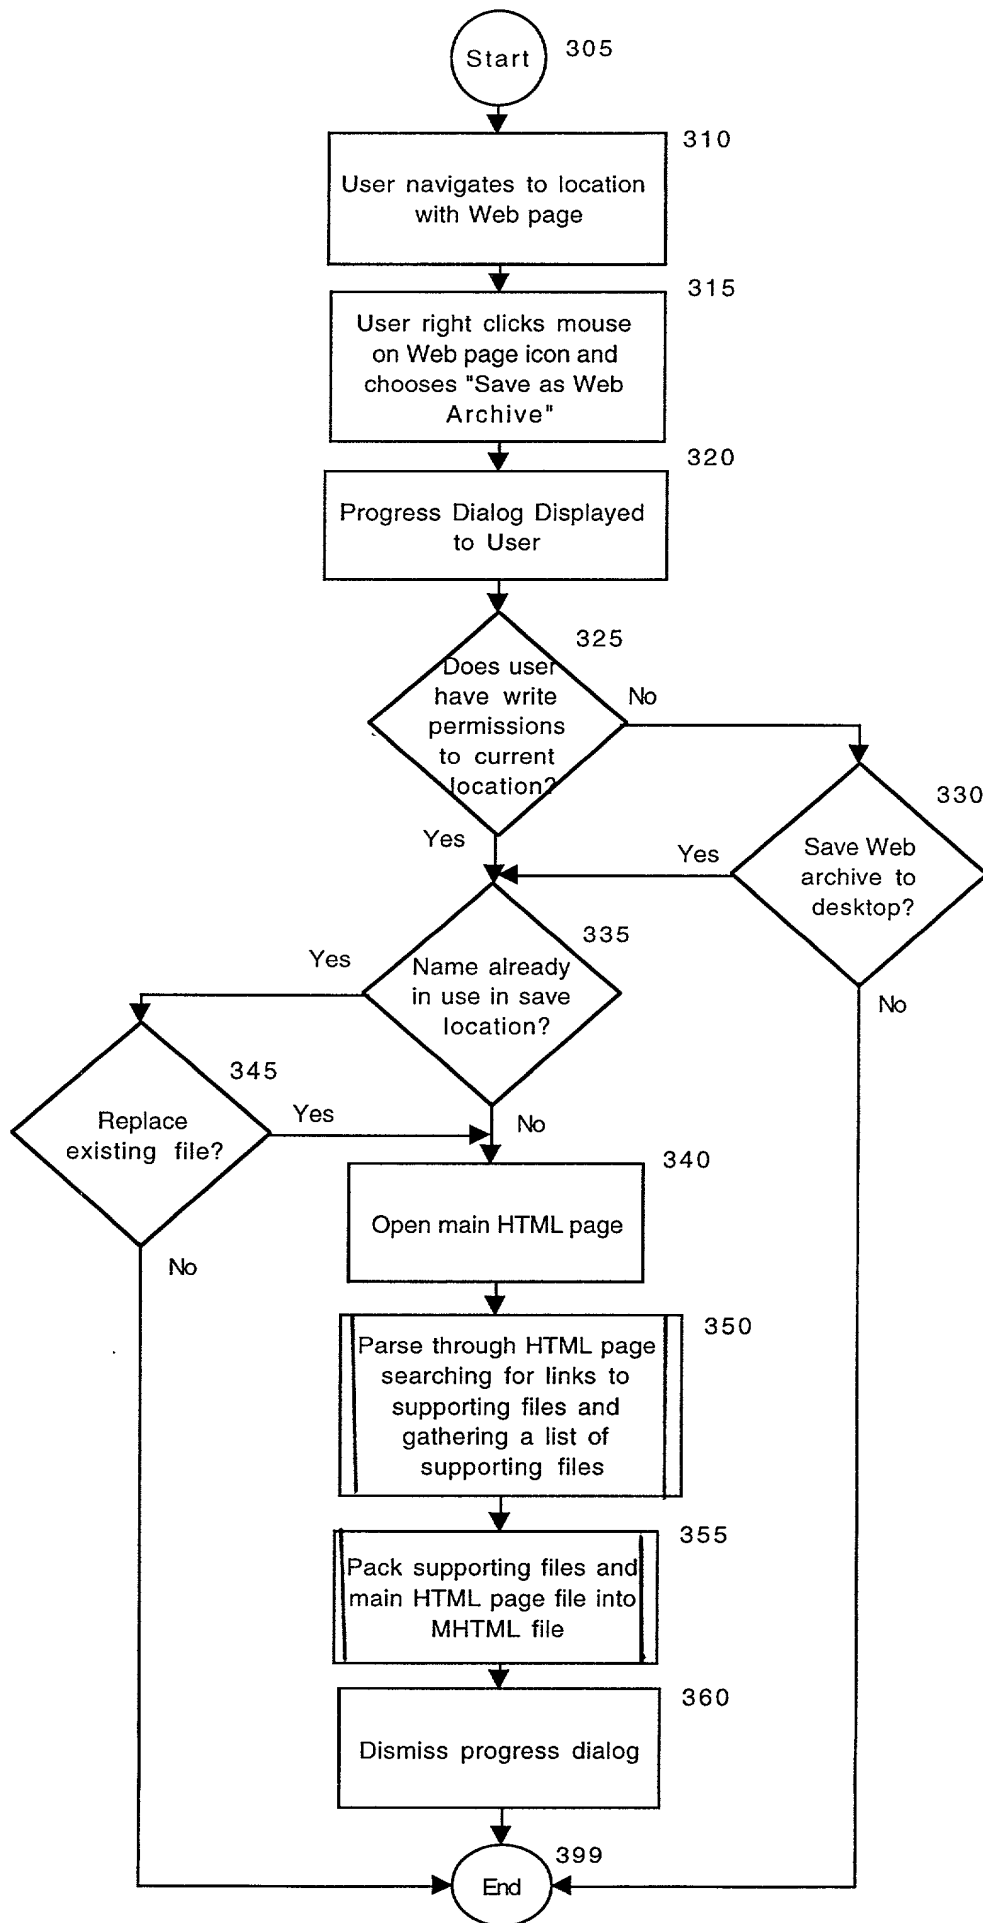 Start
305
310
User navigates to location
with Web page
315
User right clicks mouse
on Web page icon and
chooses "Save as Web
Archive"
320
Progress Dialog Displayed
to User
325
Does user
have write
permissions
to current
location?
No
Yes
330
Save Web
archive to
desktop?
Yes
No
335
Name already
in use in save
location?
Yes
No
345
Replace
existing file?
Yes
No
340
Open main HTML page
350
Parse through HTML page
searching for links to
supporting files and
gathering a list of
supporting files
355
Pack supporting files and
main HTML page file into
MHTML file
360
Dismiss progress dialog
399
End